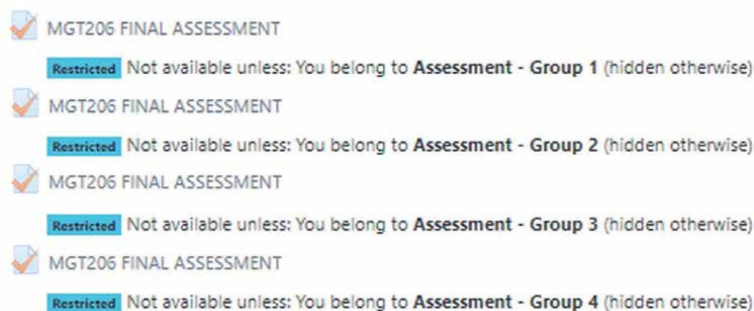 MGT206 FINAL ASSESSMENT
Restricted Not available unless: You belong to Assessment - Group 1 (hidden otherwise)
MGT206 FINAL ASSESSMENT
Restricted Not available unless: You belong to Assessment - Group 2 (hidden otherwise)
MGT206 FINAL ASSESSMENT
Restricted Not available unless: You belong to Assessment - Group 3 (hidden otherwise)
MGT206 FINAL ASSESSMENT
Restricted Not available unless: You belong to Assessment - Group 4 (hidden otherwise)